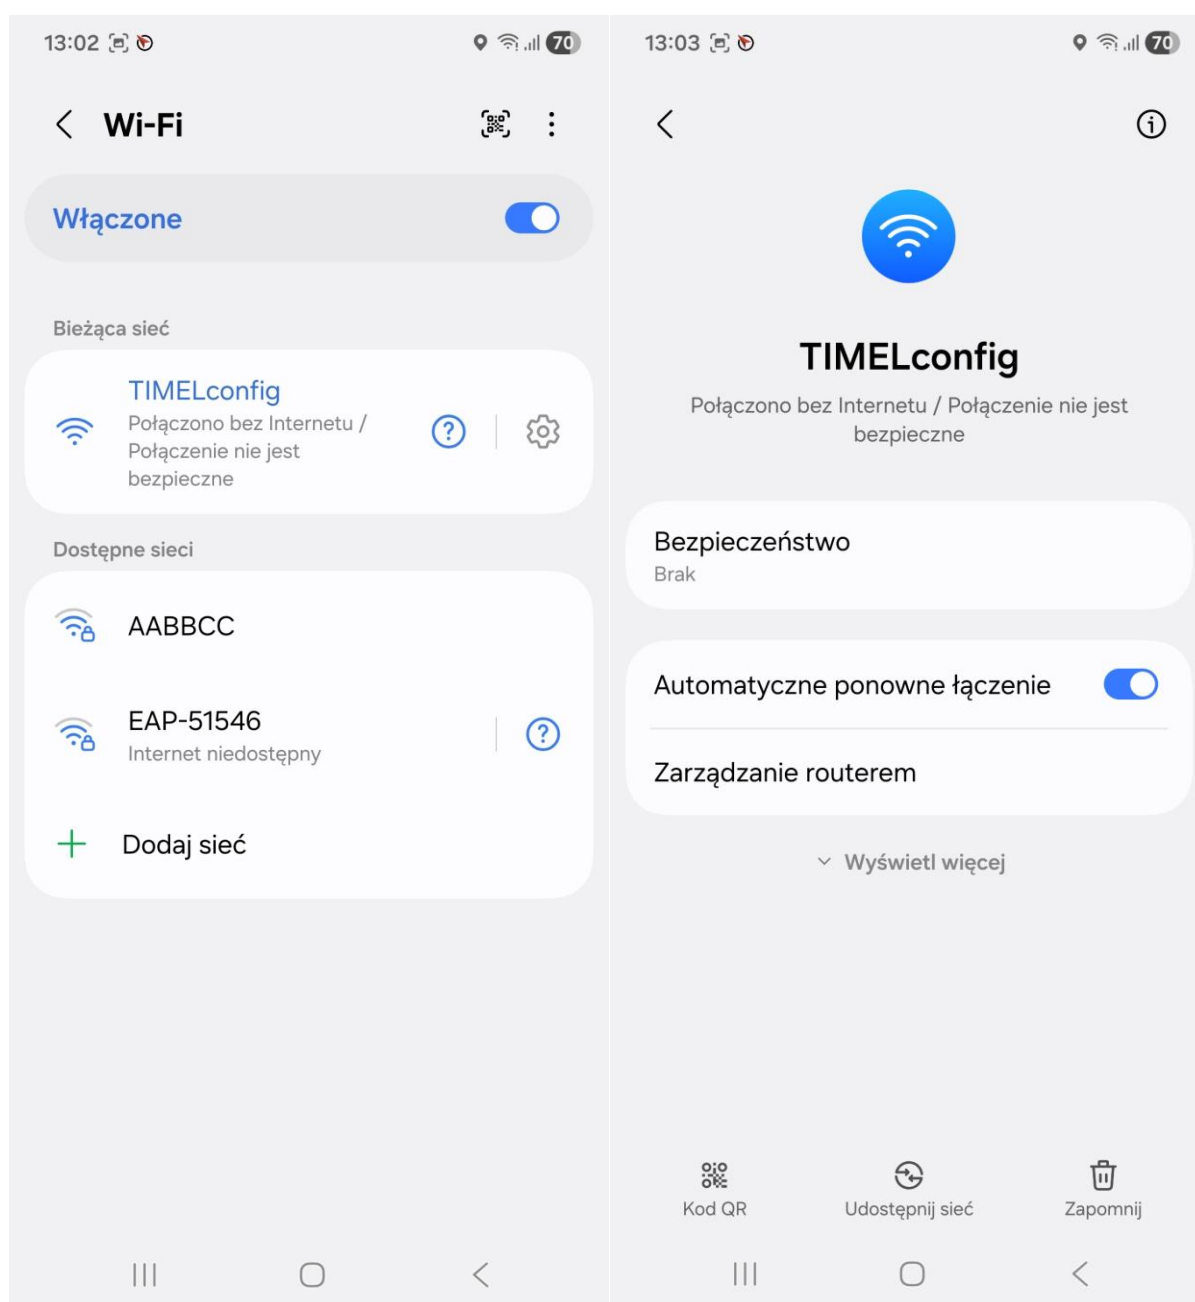 13:02
70
Wi-Fi
Włączone
Bieżąca sieć
TIMELconfig
Połączono bez Internetu /
Połączenie nie jest
bezpieczne
?
Dostępne sieci
AABBCC
EAP-51546
Internet niedostępny
?
Dodaj sieć
13:03
70
TIMELconfig
Połączono bez Internetu / Połączenie nie jest
bezpieczne
Bezpieczeństwo
Brak
Automatyczne ponowne łączenie
Zarządzanie routerem
Wyświetl więcej
Kod QR
Udostępnij sieć
Zapomnij